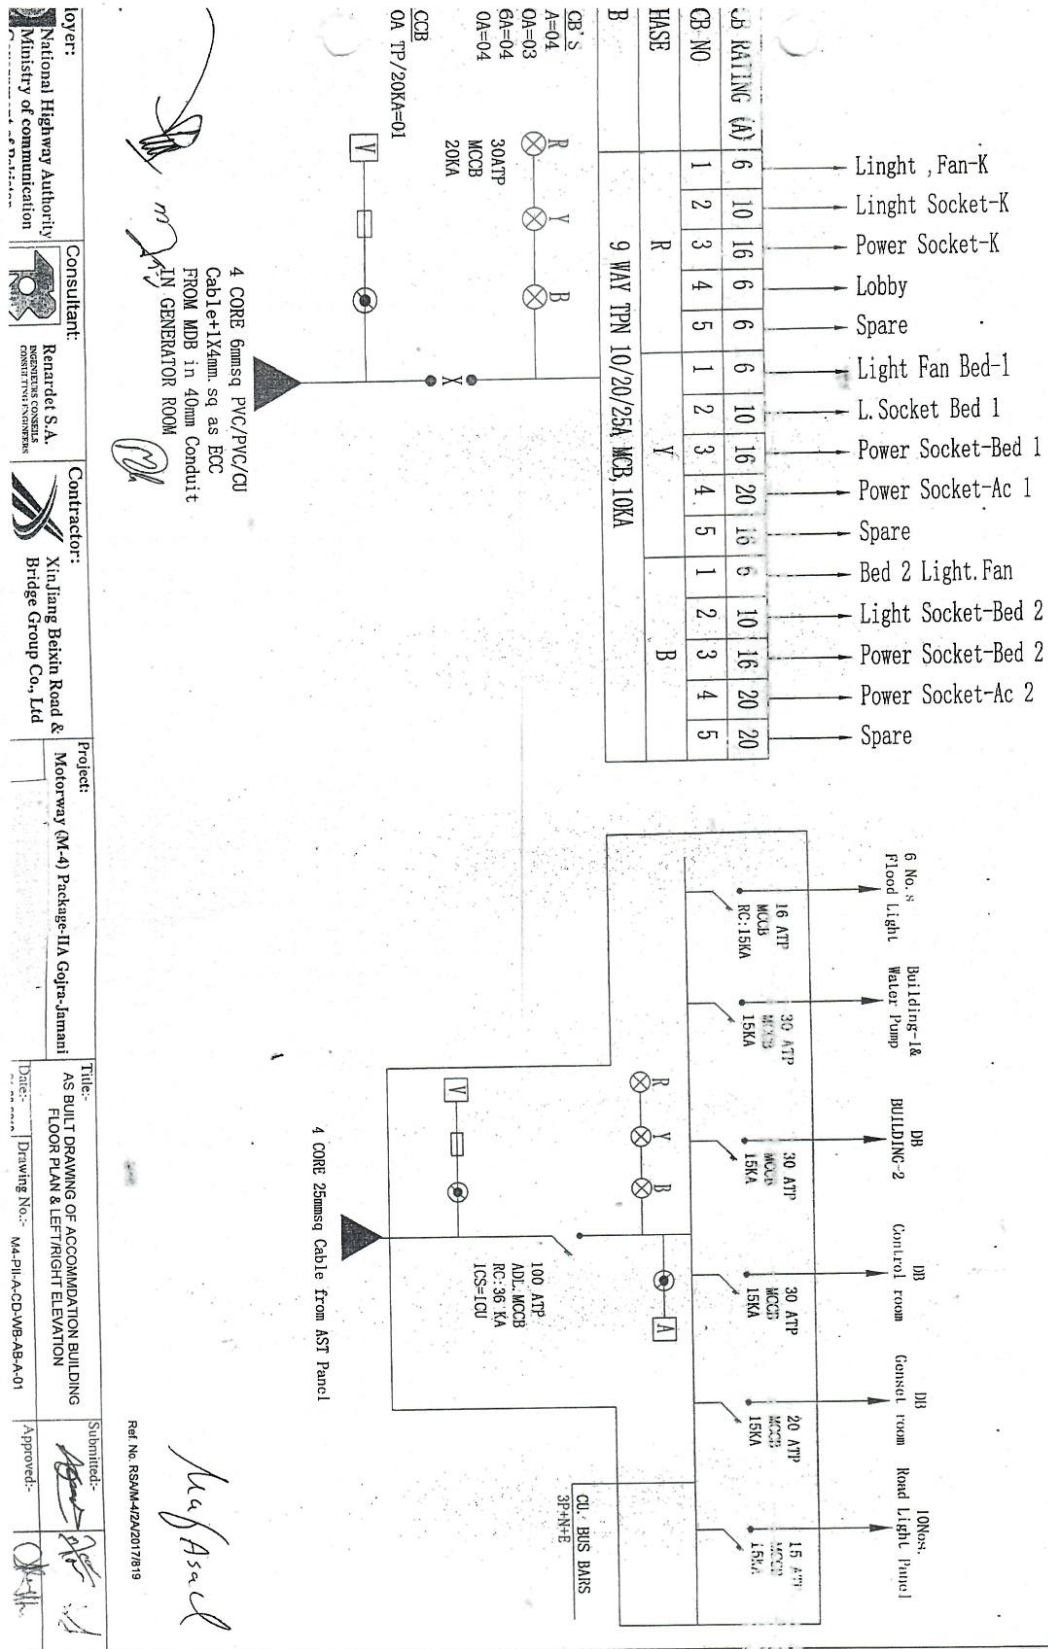 Linght , Fan-K
Linght Socket-K
Power Socket-K
Lobby
Spare
Light Fan Bed-1
L. Socket Bed 1
Power Socket-Bed 1
Power Socket-Ac 1
Spare
Bed 2 Light. Fan
Light Socket-Bed 2
Power Socket-Bed 2
Power Socket-Ac 2
Spare
RATING (A) 6 10 16 6 6 6 10 16 20 16 6 10 16 20 20
CB NO 1 2 3 4 5 1 2 3 4 5 1 2 3 4 5
HASE R Y B
B 9 WAY TPN 10/20/25A MCB, 10KA
CB'S
A=04
0A=03
6A=04
0A=04
CCB
0A TP/20KA=01
R Y B
30ATP
MCCB
20KA
X
V
4 CORE 6mmsq PVC/PVC/CU
Cable+1X4mm. sq as ECC
FROM MDB in 40mm Conduit
IN GENERATOR ROOM
6 No.s
Flood Light
Building-1&
Water Pump
DB
BUILDING-2
DB
Control room
DB
Genset room
10Nos.
Road Light Panel
16 ATP
MCCB
RC:15KA
30 ATP
MCCB
15KA
30 ATP
MCCB
15KA
30 ATP
MCCB
15KA
20 ATP
MCCB
15KA
15 ATP
MCCB
15KA
R Y B
A
V
100 ATP
ADL.MCCB
RC:36 KA
ICS=ICU
CU. BUS BARS
3P+N+E
4 CORE 25mmsq Cable from AST Panel
Ref. No. RSA/M-4/2A/2017/819
loyer:
National Highway Authority
Ministry of communication
Consultant:
Renardet S.A.
INGENIEURS CONSEILS
CONSULTING ENGINEERS
Contractor:
XinJiang Beixin Road &
Bridge Group Co., Ltd
Project:
Motorway (M-4) Package-IIA Gojra-Jamani
Title:-
AS BUILT DRAWING OF ACCOMMDATION BUILDING
FLOOR PLAN & LEFT/RIGHT ELEVATION
Date:-
Drawing No.:- M4-PII-A-CD-WB-AB-A-01
Submitted:-
Approved:-